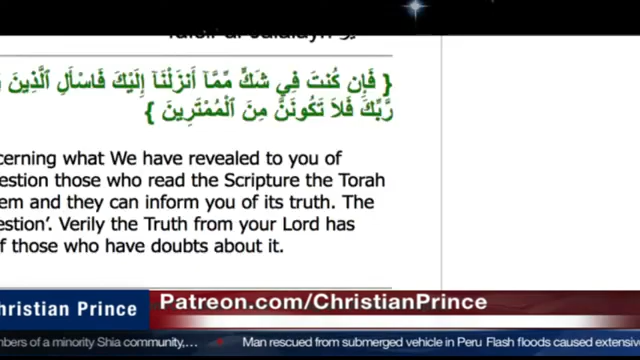 Tafsir al-Jalalayn
{ فَإِن كُنتَ فِي شَكٍّ مِّمَّآ أَنزَلْنَآ إِلَيْكَ فَاسْأَلِ ٱلَّذِينَ
رَّبِّكَ فَلاَ تَكُونَنَّ مِنَ ٱلْمُمْتَرِينَ }
cerning what We have revealed to you of
estion those who read the Scripture the Torah
em and they can inform you of its truth. The
estion’. Verily the Truth from your Lord has
f those who have doubts about it.
hristian Prince
Patreon.com/ChristianPrince
bers of a minority Shia community,...
Man rescued from submerged vehicle in Peru Flash floods caused extensiv